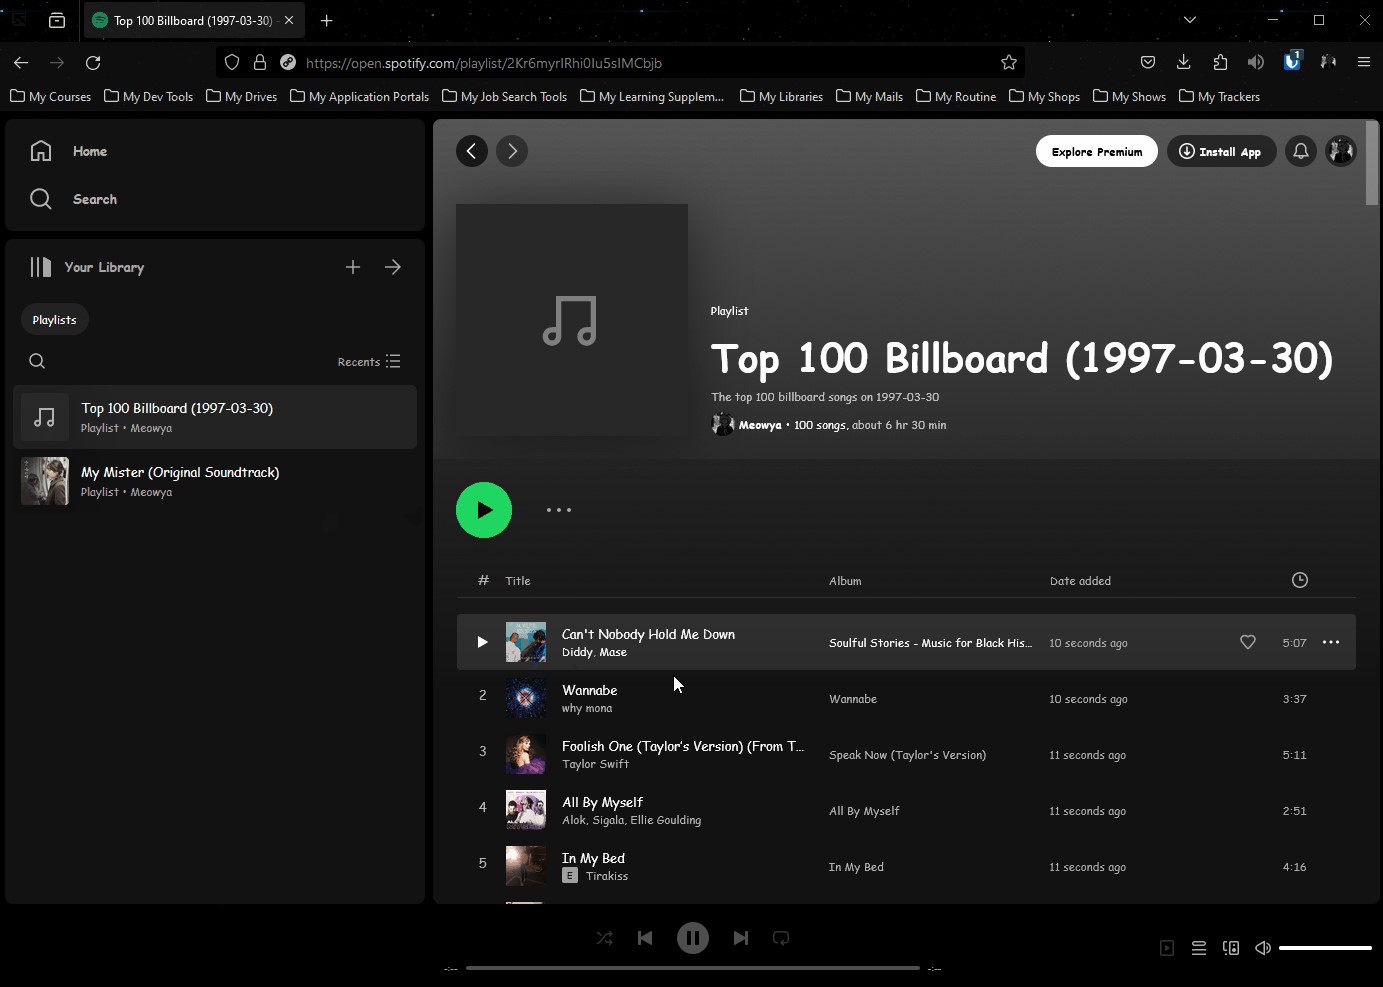 Top 100 Billboard (1997-03-30) -
https://open.spotify.com/playlist/2Kr6myrIRhi0Iu5sIMCbjb
1
My Courses My Dev Tools My Drives My Application Portals My Job Search Tools My Learning Supplem... My Libraries My Mails My Routine My Shops My Shows My Trackers
Home
Search
Your Library
Playlists
Recents
Top 100 Billboard (1997-03-30)
Playlist • Meowya
My Mister (Original Soundtrack)
Playlist • Meowya
Explore Premium Install App
Playlist
Top 100 Billboard (1997-03-30)
The top 100 billboard songs on 1997-03-30
Meowya • 100 songs, about 6 hr 30 min
# Title Album Date added
Can't Nobody Hold Me Down
Diddy, Mase
Soulful Stories - Music for Black His... 10 seconds ago 5:07
2 Wannabe
why mona
Wannabe 10 seconds ago 3:37
3 Foolish One (Taylor's Version) (From T...
Taylor Swift
Speak Now (Taylor's Version) 11 seconds ago 5:11
4 All By Myself
Alok, Sigala, Ellie Goulding
All By Myself 11 seconds ago 2:51
5 In My Bed
E Tirakiss
In My Bed 11 seconds ago 4:16
-:-- -:--